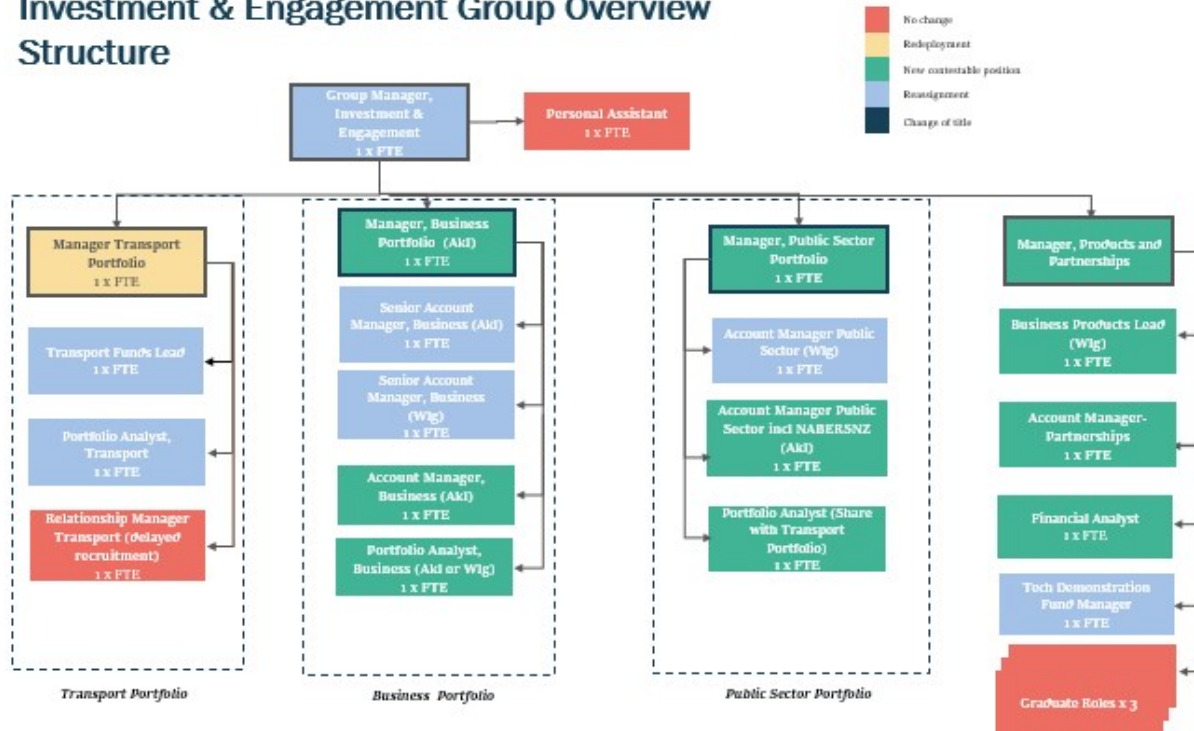 Investment & Engagement Group Overview
Structure
No change
Redeployment
New contestable position
Reassignment
Change of title
Group Manager,
Investment &
Engagement
1 x FTE
Personal Assistant
1 x FTE
Manager Transport
Portfolio
1 x FTE
Transport Funds Lead
1 x FTE
Portfolio Analyst,
Transport
1 x FTE
Relationship Manager
Transport (delayed
recruitment)
1 x FTE
Transport Portfolio
Manager, Business
Portfolio (Akl)
1 x FTE
Senior Account
Manager, Business (Akl)
1 x FTE
Senior Account
Manager, Business
(Wlg)
1 x FTE
Account Manager,
Business (Akl)
1 x FTE
Portfolio Analyst,
Business (Akl or Wlg)
1 x FTE
Business Portfolio
Manager, Public Sector
Portfolio
1 x FTE
Account Manager Public
Sector (Wlg)
1 x FTE
Account Manager Public
Sector incl NABERSNZ
(Akl)
1 x FTE
Portfolio Analyst (Share
with Transport
Portfolio)
1 x FTE
Public Sector Portfolio
Manager, Products and
Partnerships
Business Products Lead
(Wlg)
1 x FTE
Account Manager-
Partnerships
1 x FTE
Financial Analyst
1 x FTE
Tech Demonstration
Fund Manager
1 x FTE
Graduate Roles x 3